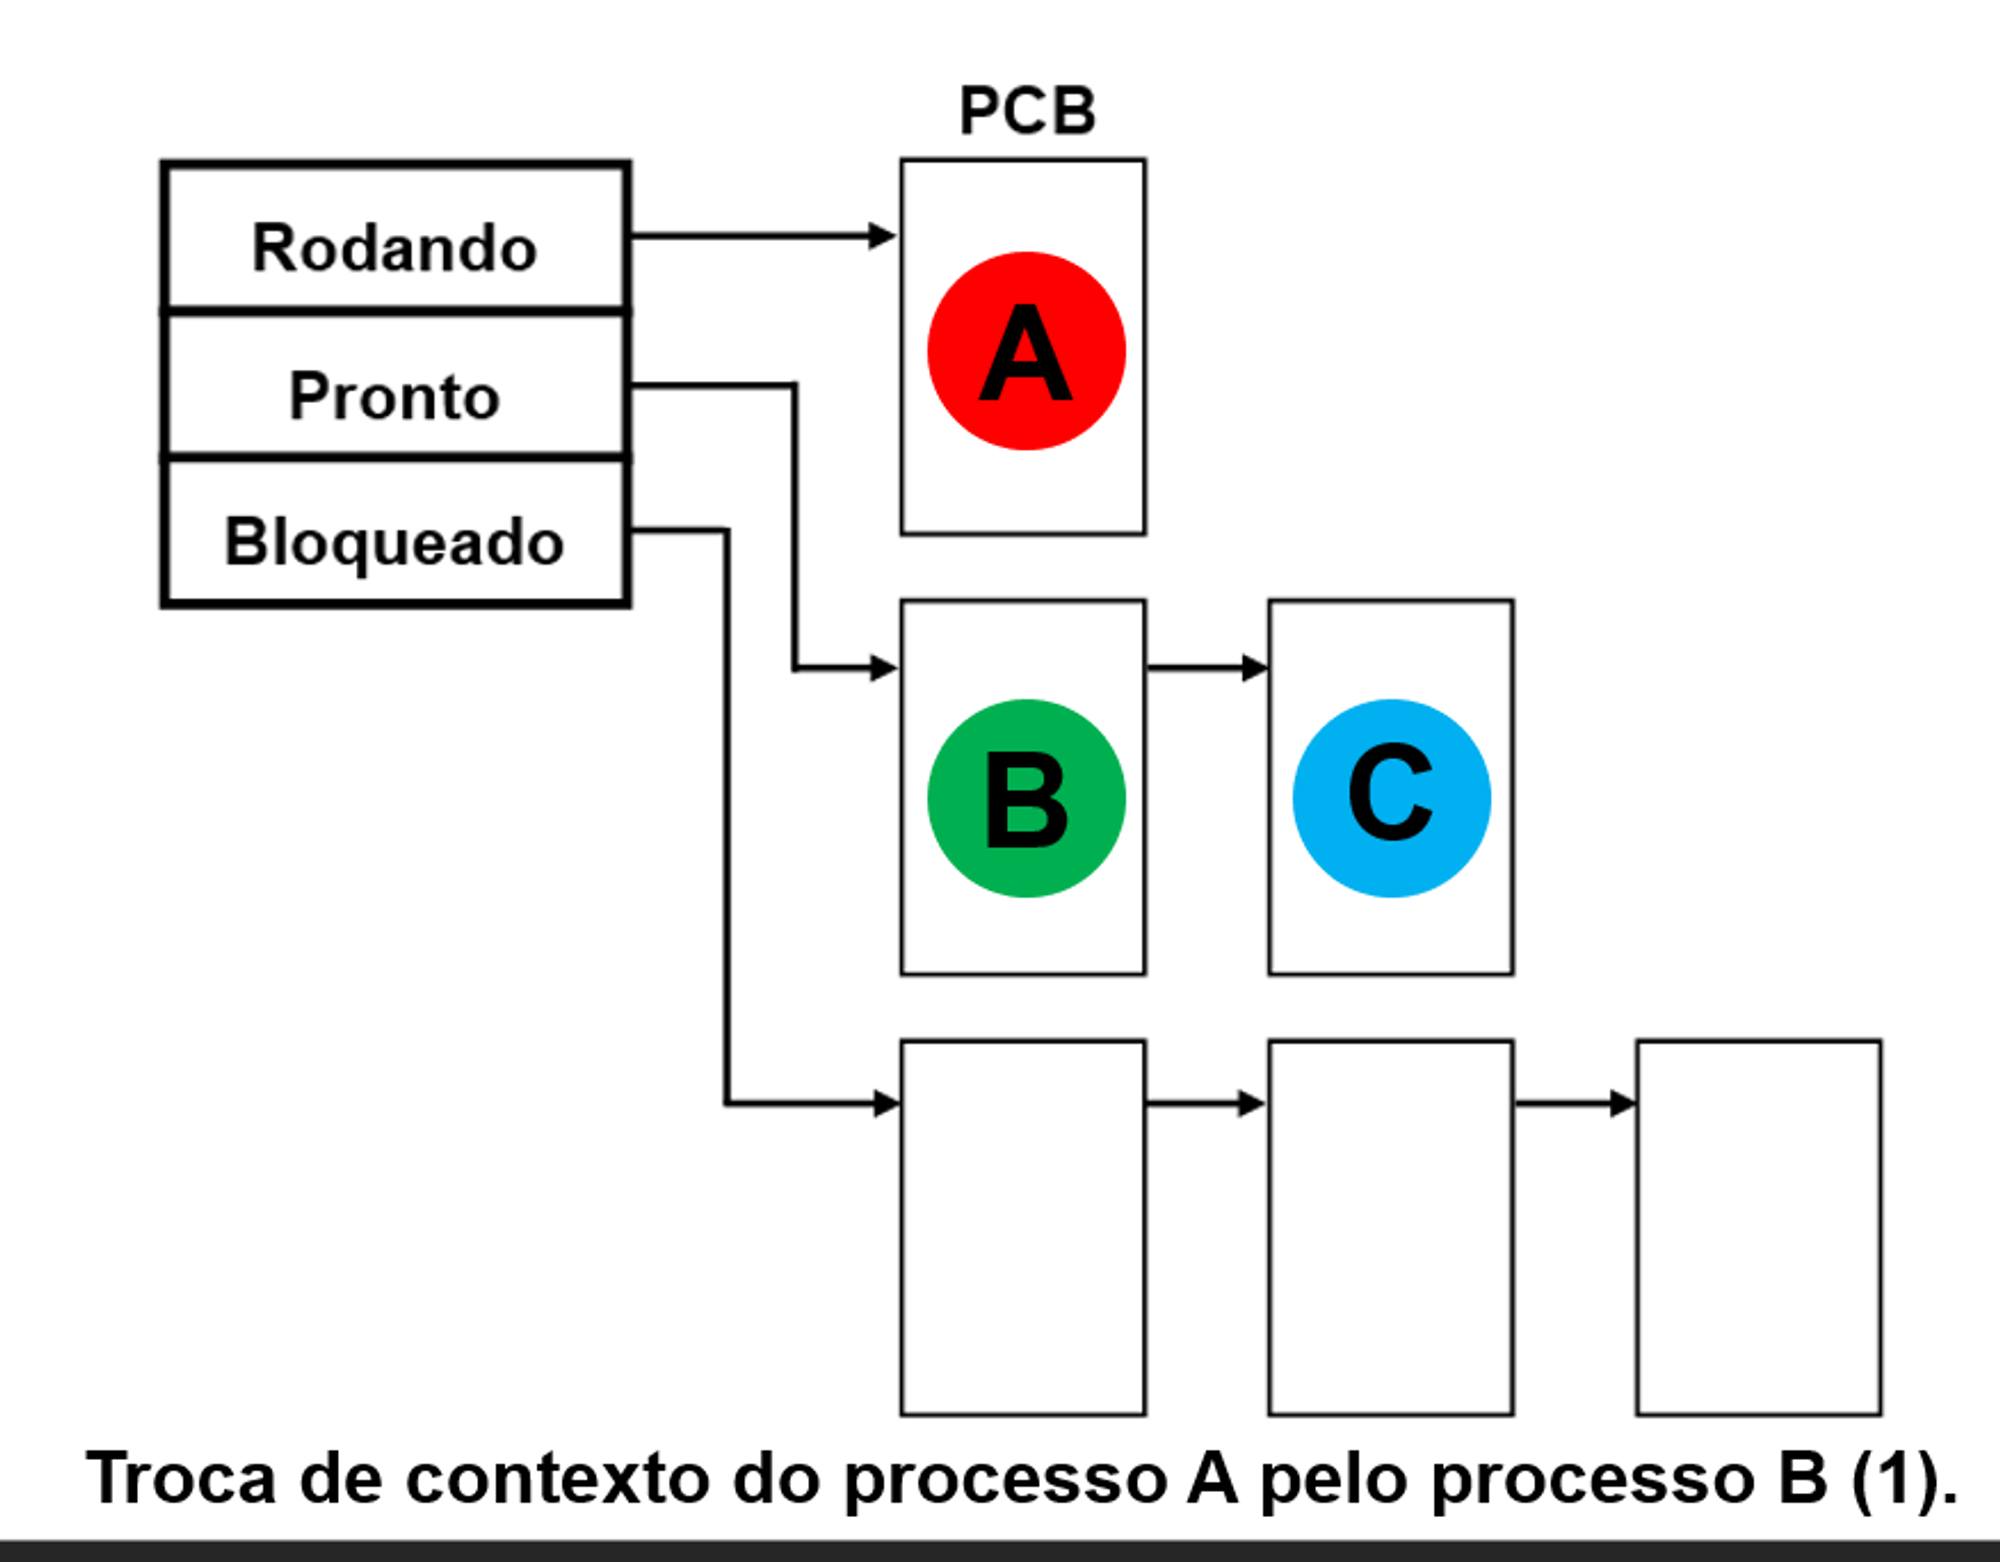 PCB
Rodando
A
Pronto
Bloqueado
B
C
Troca de contexto do processo A pelo processo B (1).